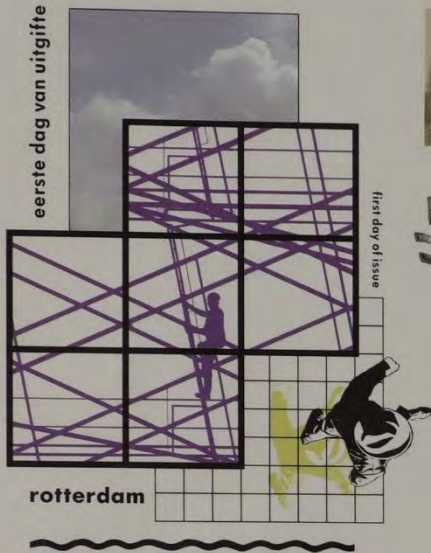 eerste dag van uitgifte
first day of issue
rotterdam